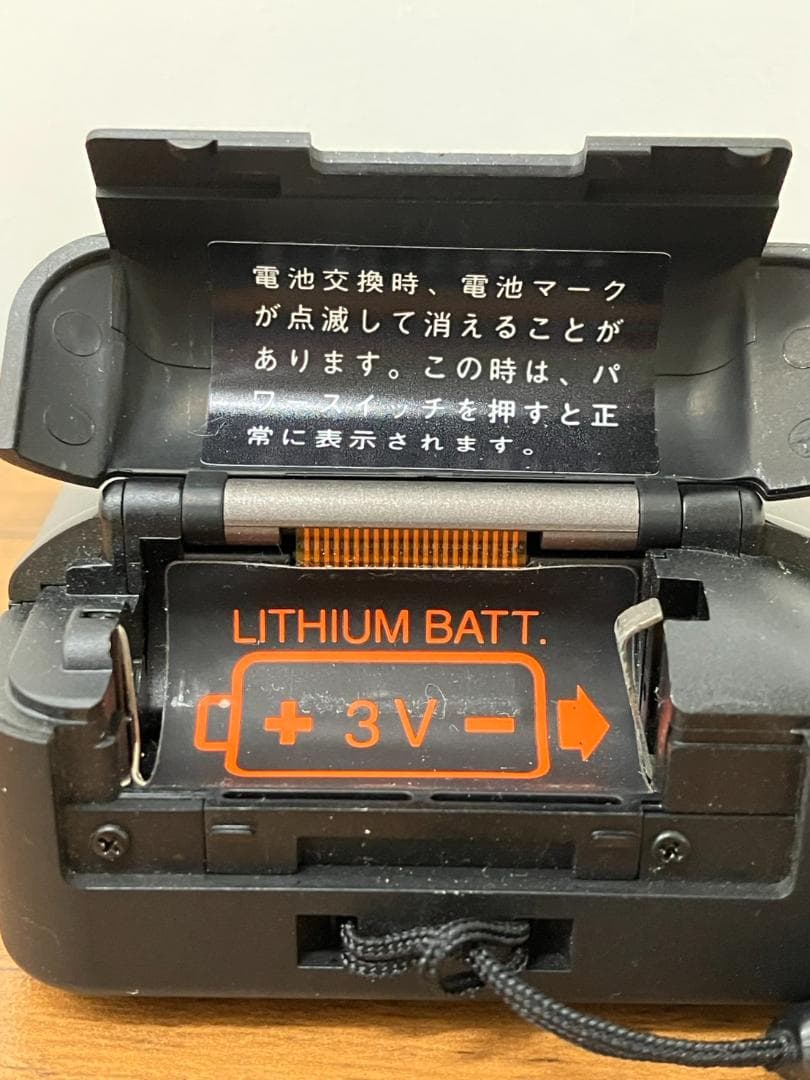 電池交換時、電池マーク
が点滅して消えることが
あります。この時は、パ
ワースイッチを押すと正
常に表示されます。
LITHIUM BATT.
+ 3V -